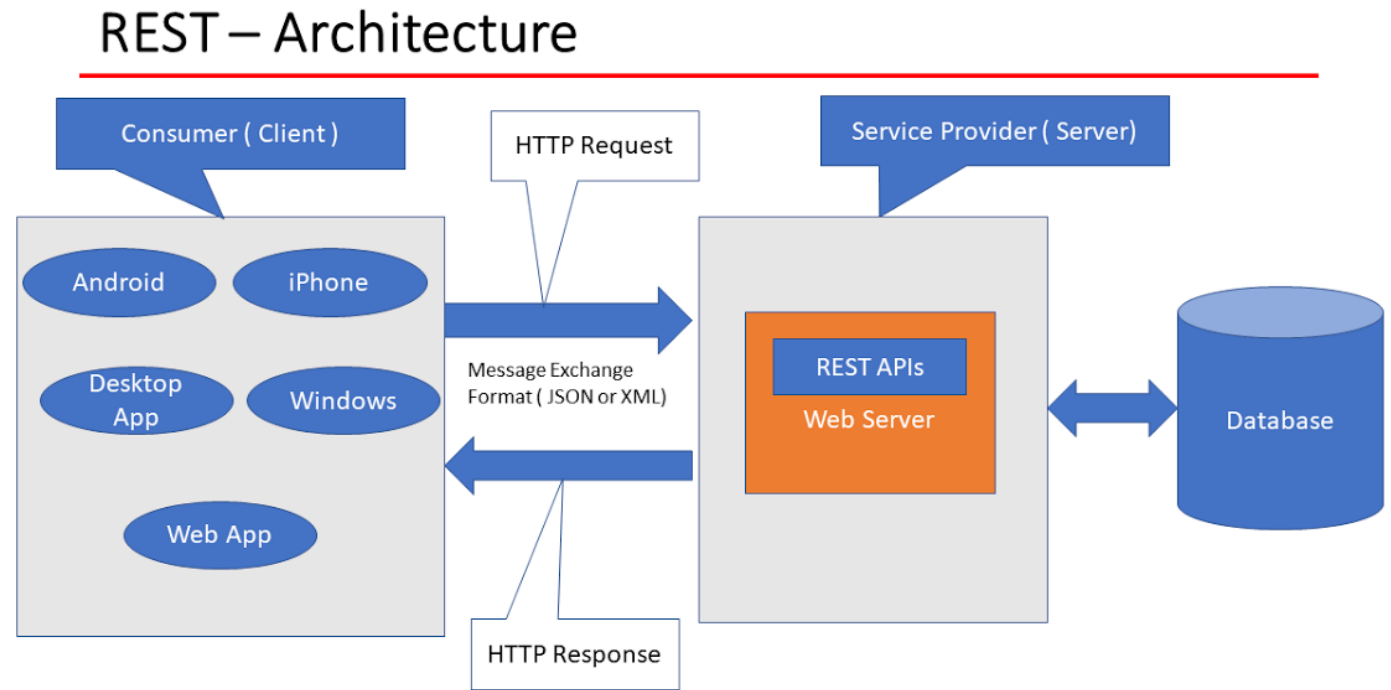 REST – Architecture
Consumer ( Client )
HTTP Request
Service Provider ( Server)
Android
iPhone
Desktop
App
Windows
Web App
Message Exchange
Format ( JSON or XML)
HTTP Response
REST APIs
Web Server
Database